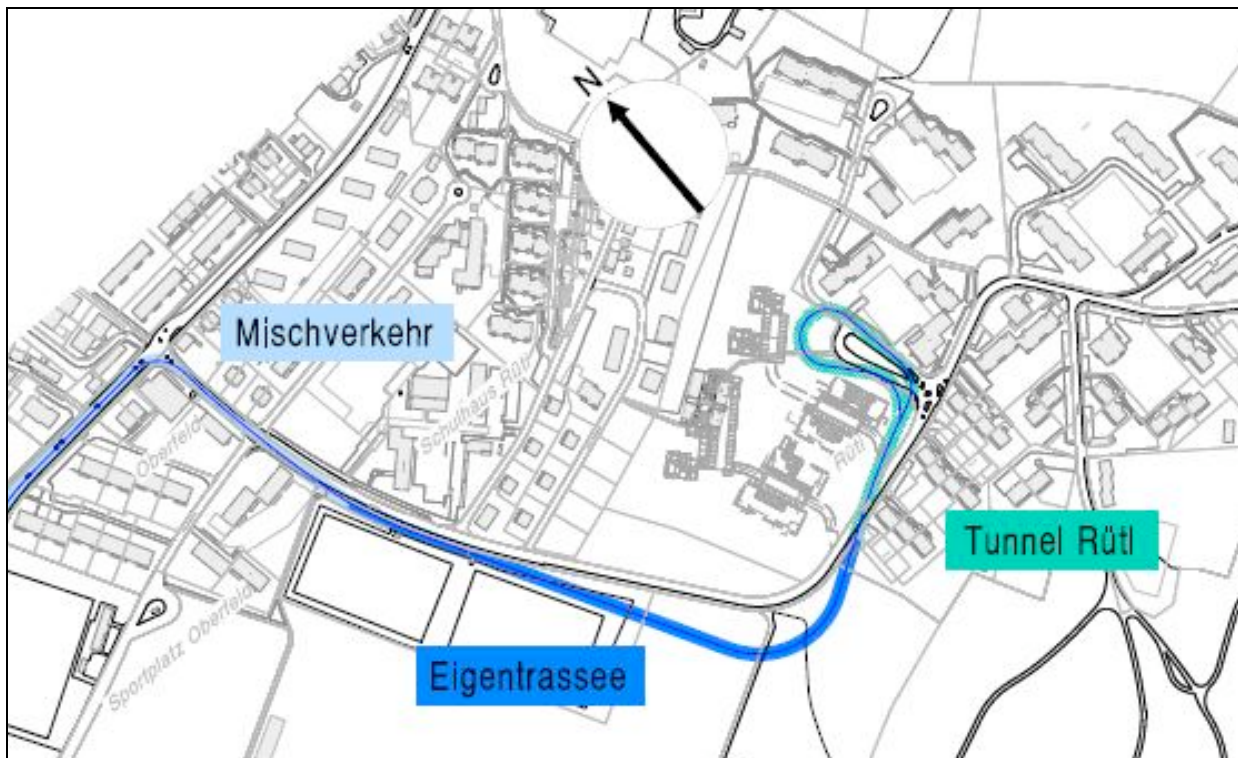 N
Mischverkehr
Schulhaus Rütl
Oberfeld
Rütl
Tunnel Rütl
Sportplatz Oberfeld
Eigentrassee